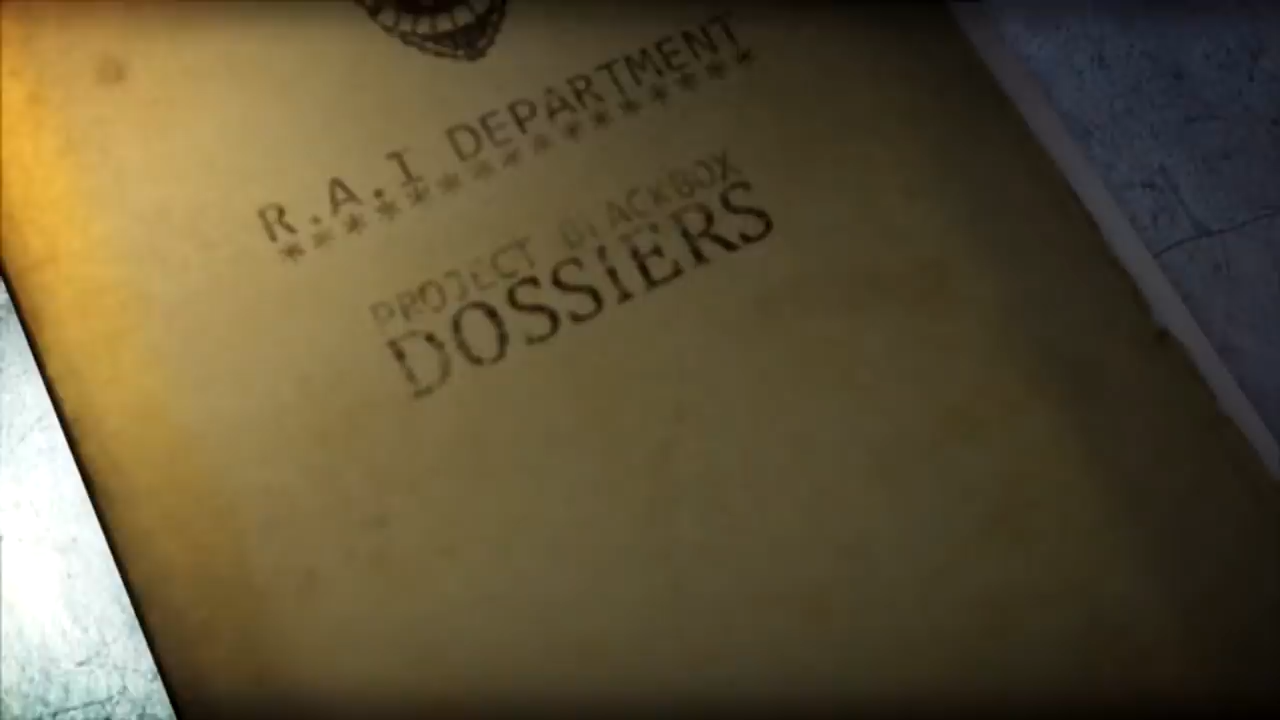 R.A.I DEPARTMENT
****************
PROJECT BLACKBOX
DOSSiERS